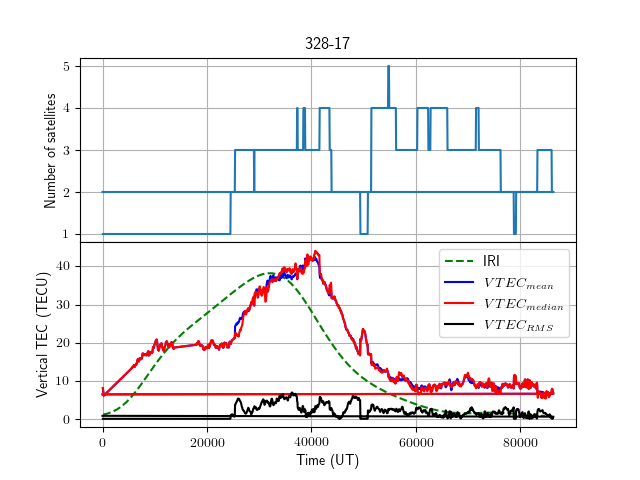 328-17
Number of satellites
5
4
3
2
1
Vertical TEC (TECU)
40
30
20
10
0
IRI
VTEC_mean
VTEC_median
VTEC_RMS
0 20000 40000 60000 80000
Time (UT)